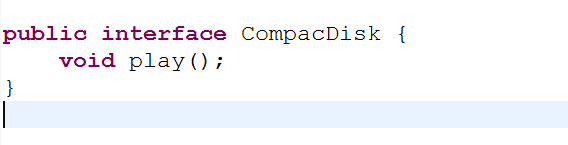 public interface CompacDisk {
    void play();
}